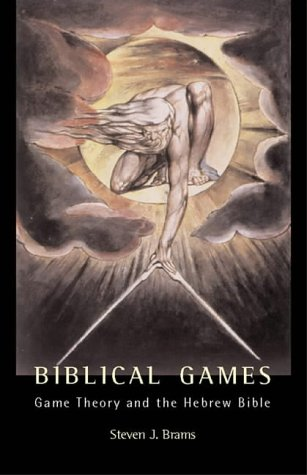 BIBLICAL GAMES
Game Theory and the Hebrew Bible
Steven J. Brams